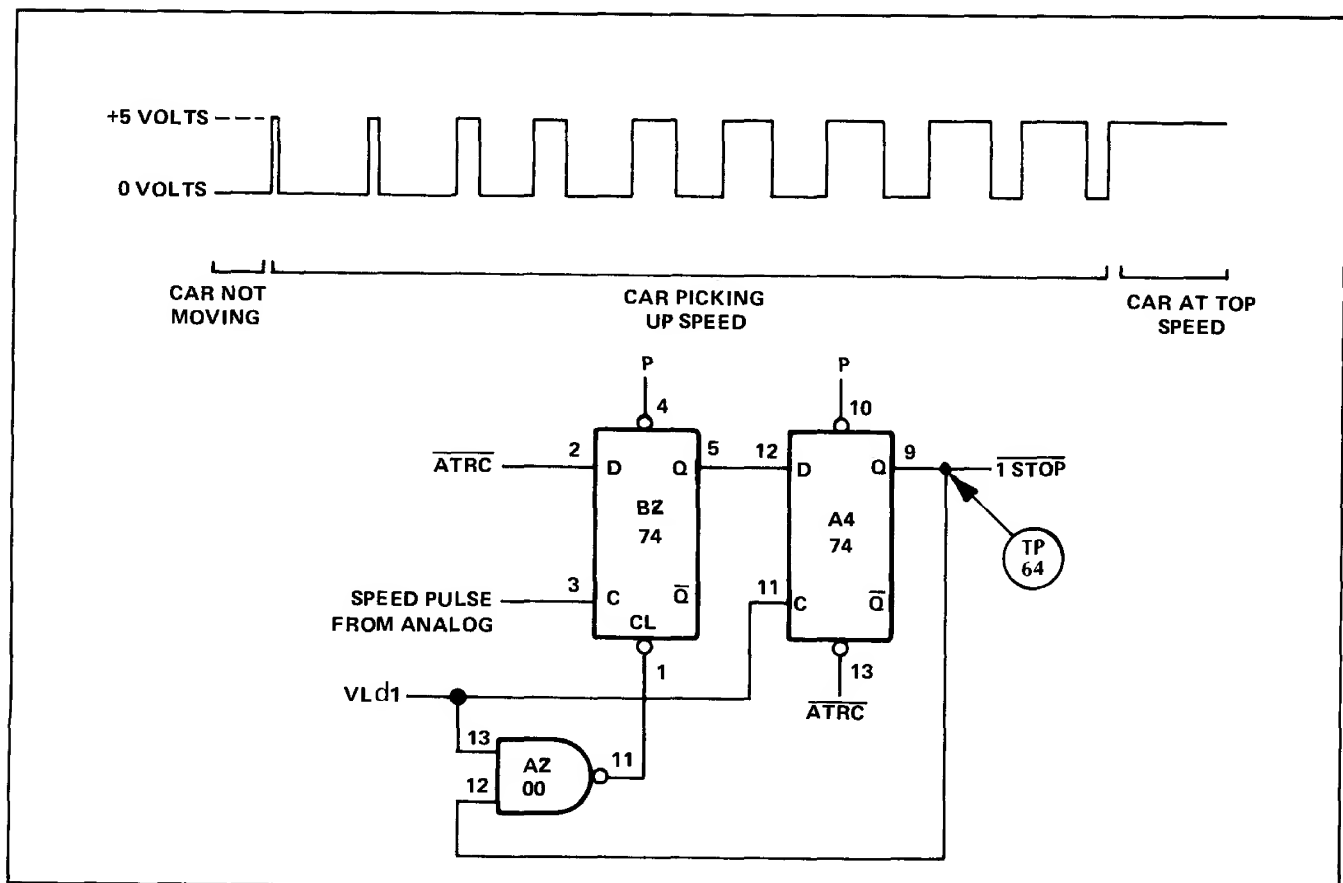 +5 VOLTS
0 VOLTS
CAR NOT
MOVING
CAR PICKING
UP SPEED
CAR AT TOP
SPEED
P
P
4
10
ATRC
2
D
Q
5
12
D
Q
9
1 STOP
BZ
74
A4
74
TP
64
SPEED PULSE
FROM ANALOG
3
C
Q
CL
11
C
Q
1
13
ATRC
VLd1
13
12
AZ
00
11